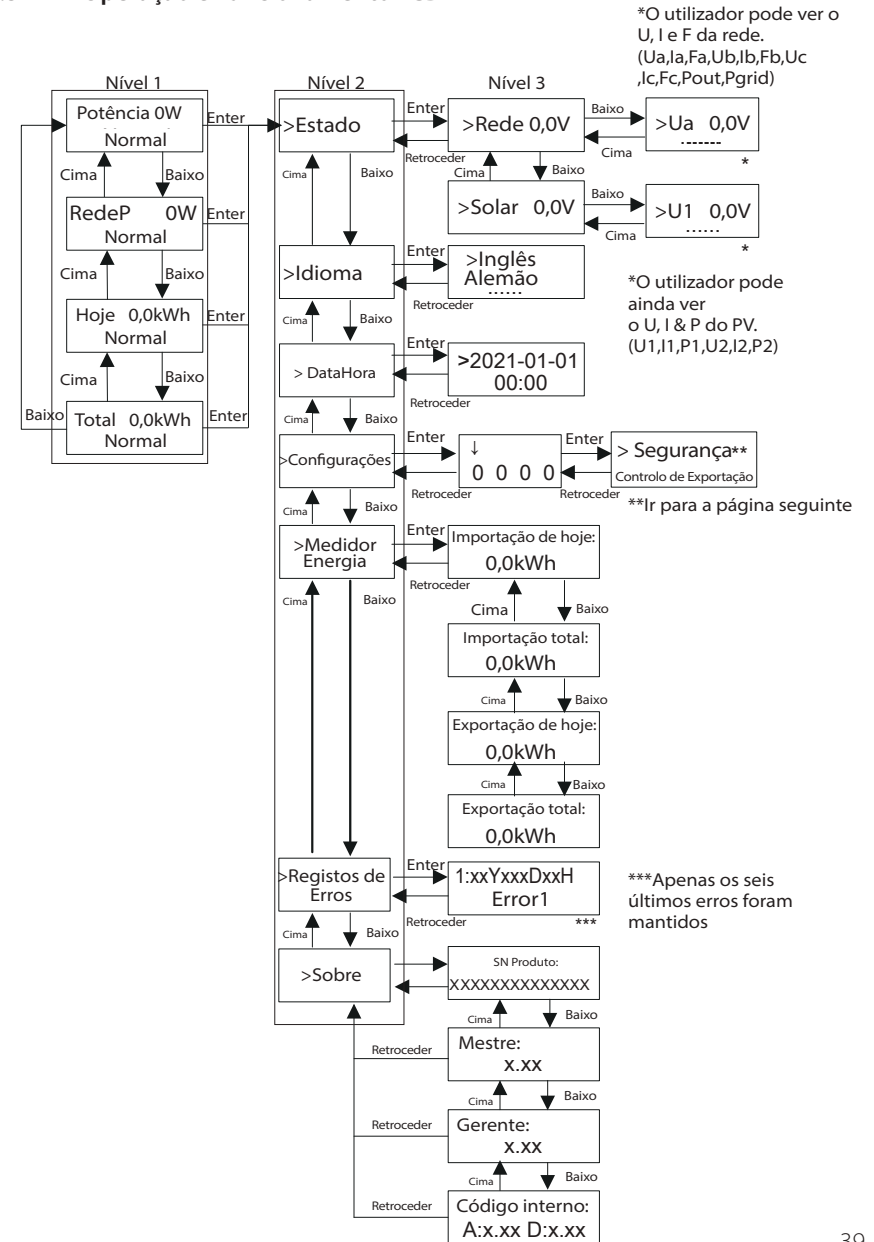 *O utilizador pode ver o
U, I e F da rede.
(Ua,Ia,Fa,Ub,Ib,Fb,Uc
,Ic,Fc,Pout,Pgrid)
Nível 1
Nível 2
Nível 3
Potência 0W
Normal
Enter
Cima
Baixo
RedeP 0W
Normal
Enter
Cima
Baixo
Hoje 0,0kWh
Normal
Enter
Cima
Baixo
Baixo
Total 0,0kWh
Normal
Enter
>Estado
Enter
Retroceder
>Rede 0,0V
Baixo
Cima
>Ua 0,0V
-------
*
Cima
Baixo
Cima
Baixo
>Solar 0,0V
Baixo
Cima
>U1 0,0V
......
*
>Idioma
Enter
Retroceder
>Inglês
Alemão
......
*O utilizador pode
ainda ver
o U, I & P do PV.
(U1,I1,P1,U2,I2,P2)
Cima
Baixo
> DataHora
Enter
Retroceder
>2021-01-01
00:00
Cima
Baixo
>Configurações
Enter
Retroceder
↓
0 0 0 0
Enter
Retroceder
> Segurança**
Controlo de Exportação
**Ir para a página seguinte
Cima
Baixo
>Medidor
Energia
Enter
Retroceder
Importação de hoje:
0,0kWh
Cima
Baixo
Cima
Baixo
Importação total:
0,0kWh
Cima
Baixo
Exportação de hoje:
0,0kWh
Cima
Baixo
Exportação total:
0,0kWh
>Registos de
Erros
Enter
Retroceder
1:xxYxxxDxxH
Error1
***
***Apenas os seis
últimos erros foram
mantidos
Cima
Baixo
>Sobre
SN Produto:
XXXXXXXXXXXXXX
Cima
Baixo
Retroceder
Mestre:
x.xx
Cima
Baixo
Retroceder
Gerente:
x.xx
Cima
Baixo
Retroceder
Código interno:
A:x.xx D:x.xx